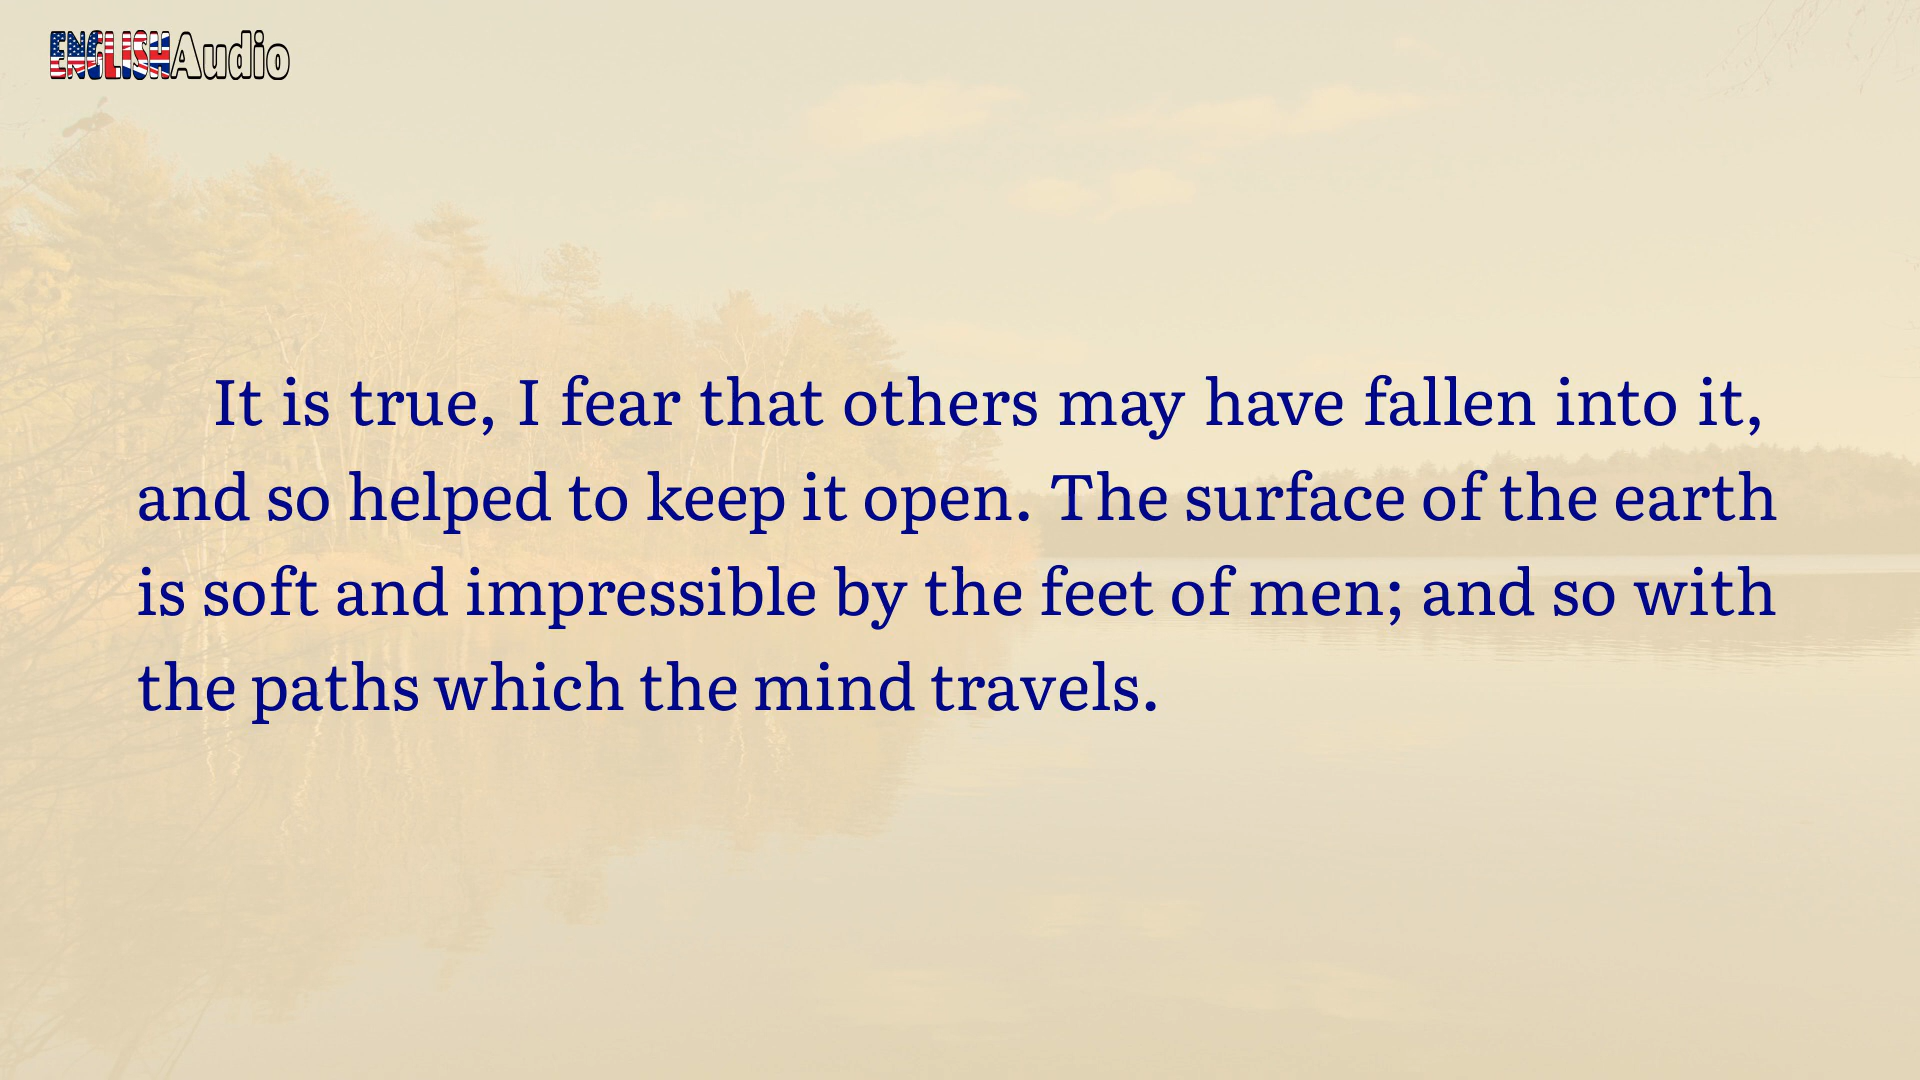 ENGLISHAudio
It is true, I fear that others may have fallen into it,
and so helped to keep it open. The surface of the earth
is soft and impressible by the feet of men; and so with
the paths which the mind travels.